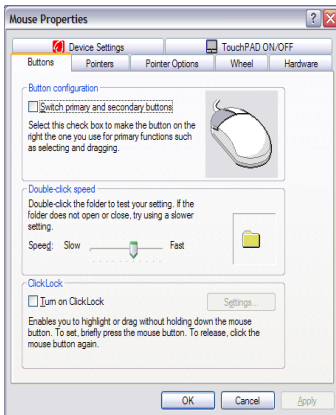 Mouse Properties
Device Settings
TouchPAD ON/OFF
Buttons
Pointers
Pointer Options
Wheel
Hardware
Button configuration
Switch primary and secondary buttons
Select this check box to make the button on the
right the one you use for primary functions such
as selecting and dragging.
Double-click speed
Double-click the folder to test your setting. If the
folder does not open or close, try using a slower
setting.
Speed: Slow Fast
ClickLock
Turn on ClickLock
Settings...
Enables you to highlight or drag without holding down the mouse
button. To set, briefly press the mouse button. To release, click the
mouse button again.
OK
Cancel
Apply